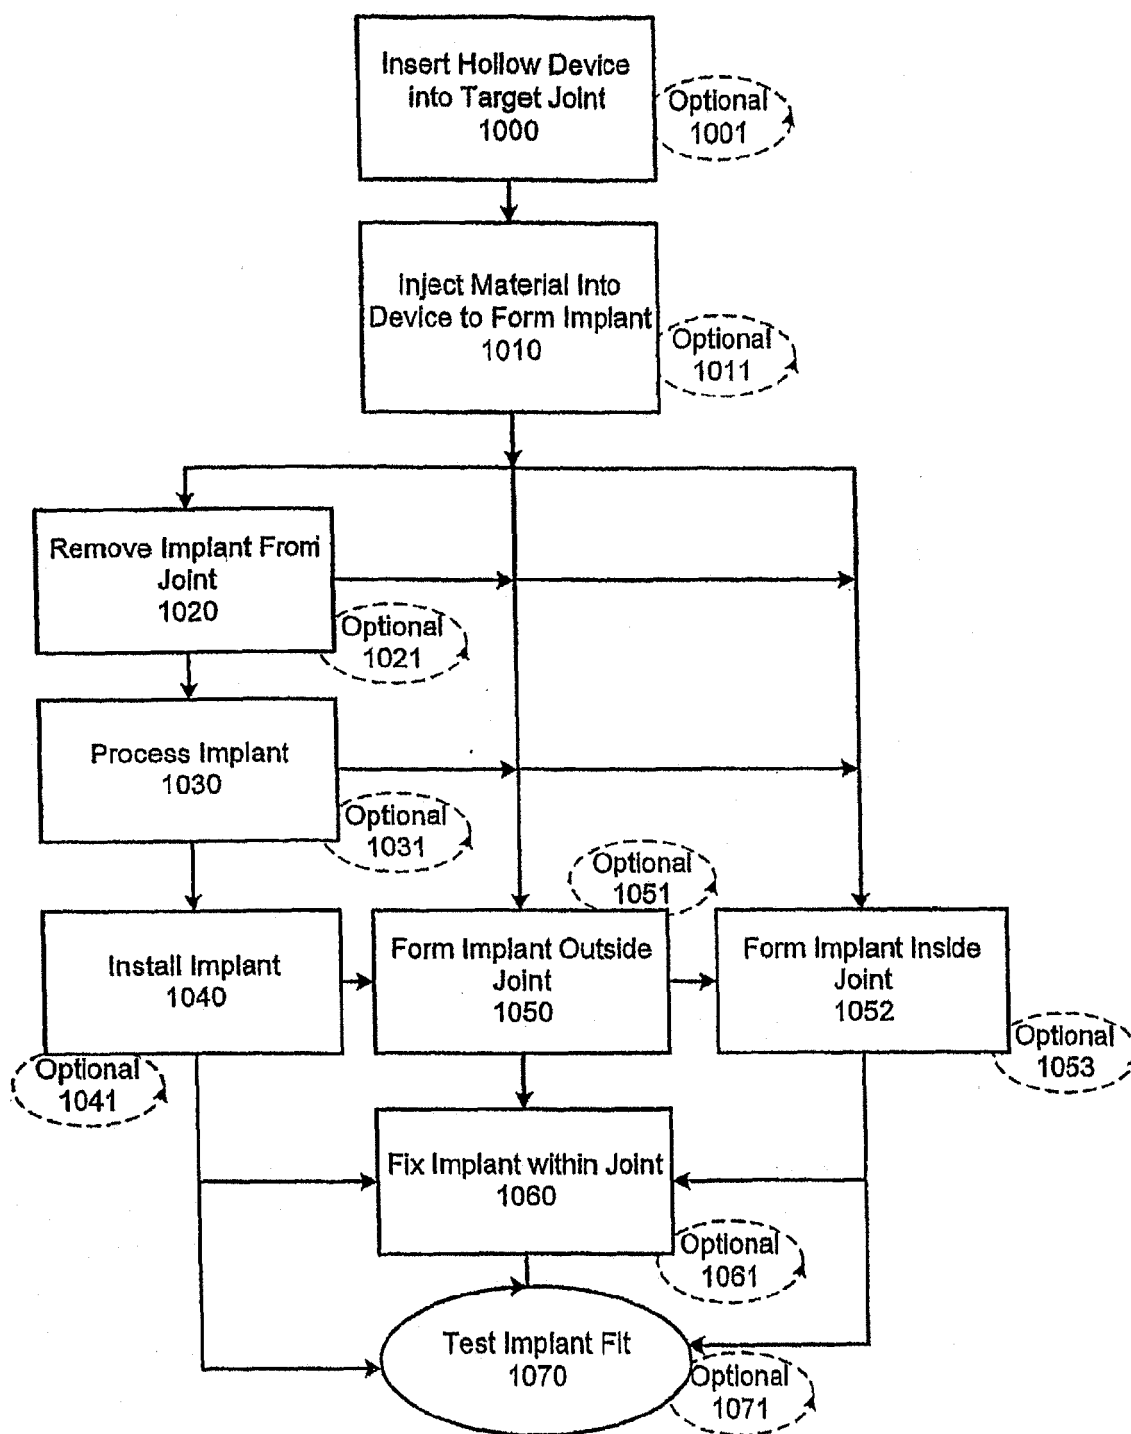 Insert Hollow Device
into Target Joint
1000
Optional
1001
Inject Material Into
Device to Form Implant
1010
Optional
1011
Remove Implant From
Joint
1020
Optional
1021
Process Implant
1030
Optional
1031
Optional
1051
Install Implant
1040
Form Implant Outside
Joint
1050
Form Implant Inside
Joint
1052
Optional
1041
Optional
1053
Fix Implant within Joint
1060
Optional
1061
Test Implant Fit
1070
Optional
1071